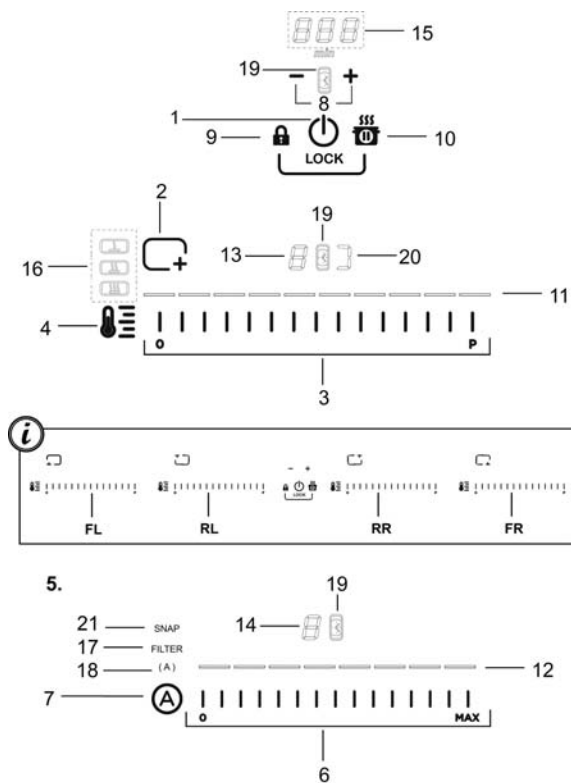 15
19
− +
8
1
9 10
LOCK
2
19
13 20
16
11
4
0 P
3
i
− +
LOCK
FL RL RR FR
5.
19
21 SNAP 14
17 FILTER
18 (A)
12
7 A
0 MAX
6